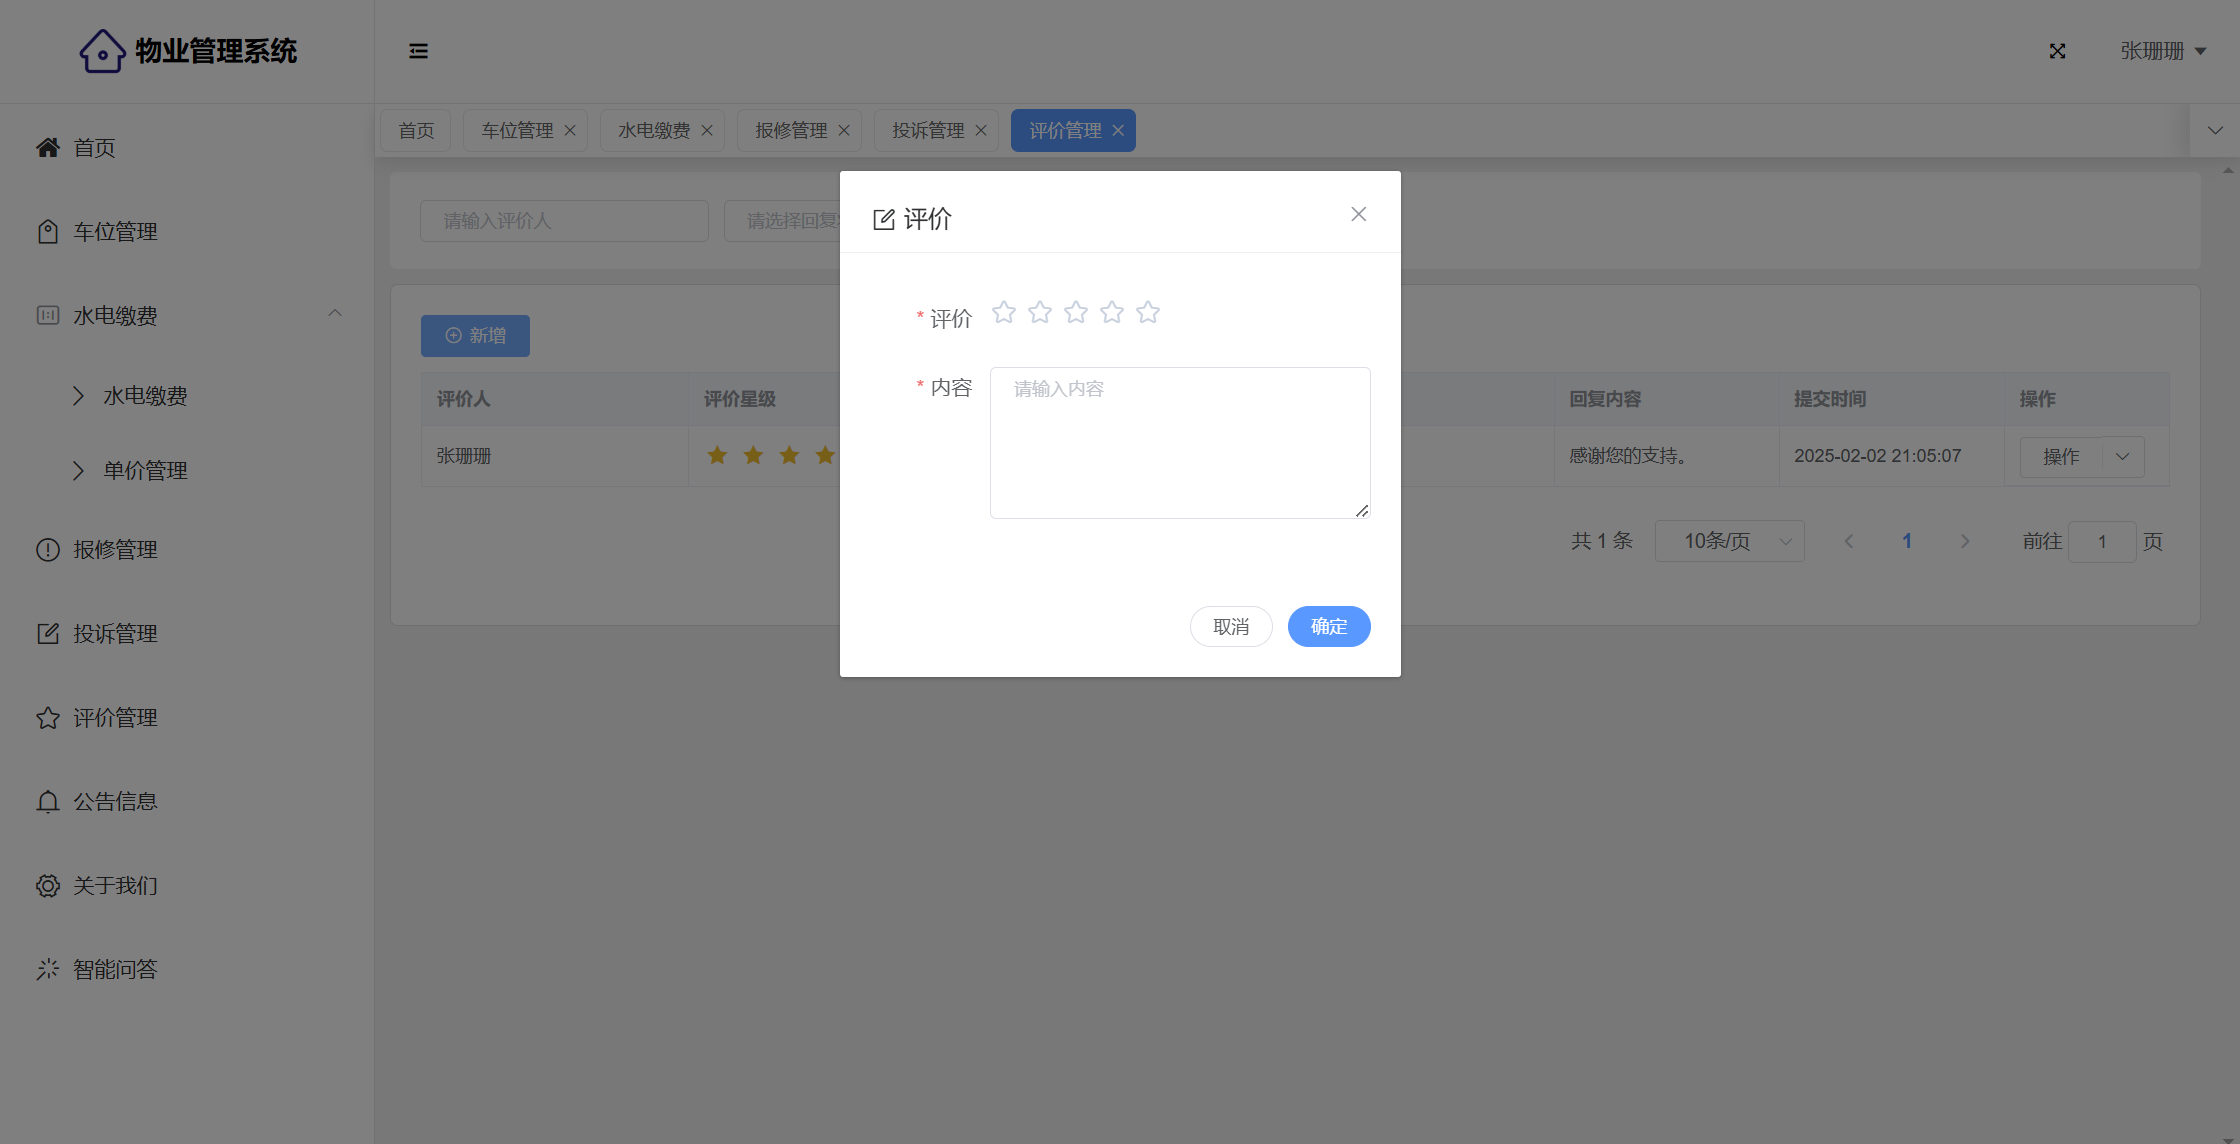 物业管理系统
张珊珊
首页
车位管理
水电缴费
报修管理
投诉管理
评价管理
首页
车位管理
水电缴费
水电缴费
单价管理
报修管理
投诉管理
评价管理
公告信息
关于我们
智能问答
请输入评价人
请选择回复
新增
评价人
评价星级
回复内容
提交时间
操作
张珊珊
感谢您的支持。
2025-02-02 21:05:07
操作
共 1 条
10条/页
1
前往
1
页
评价
* 评价
* 内容
请输入内容
取消
确定